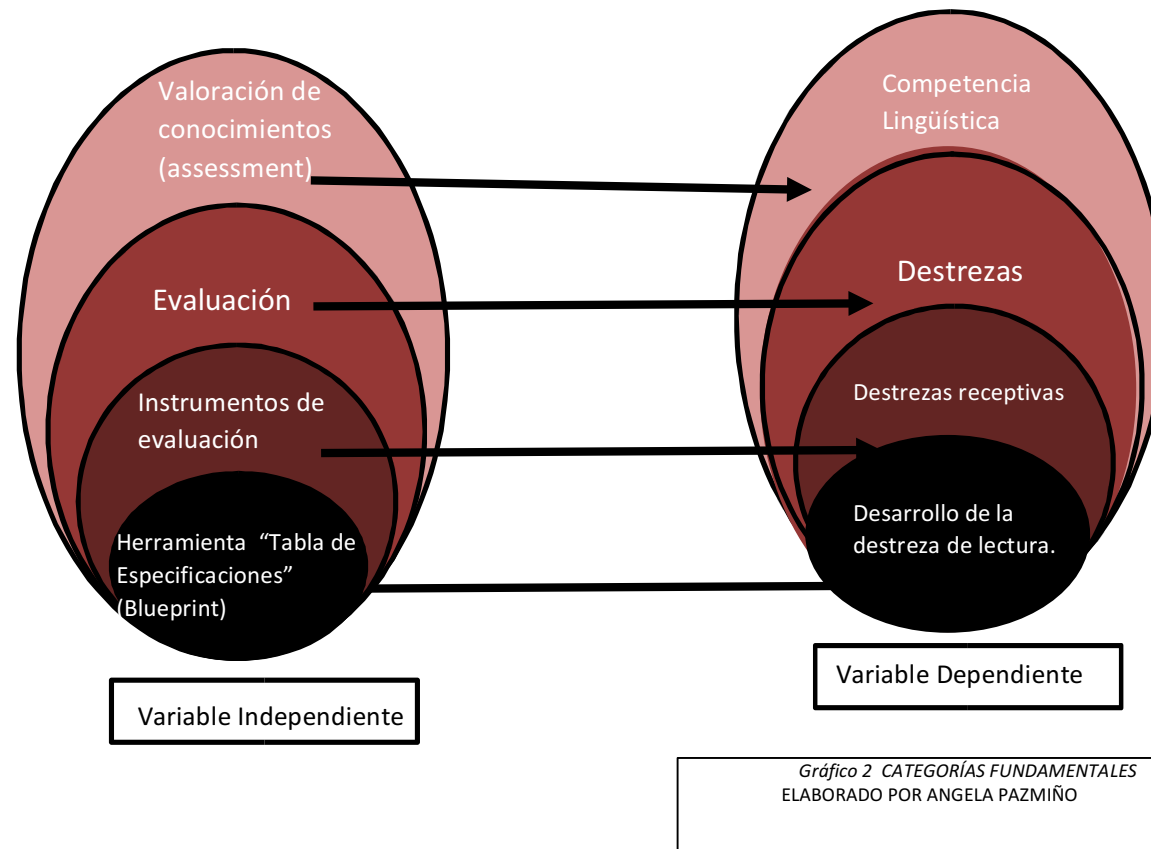 Valoración de
conocimientos
(assessment)
Evaluación
Instrumentos de
evaluación
Herramienta “Tabla de
Especificaciones”
(Blueprint)
Variable Independiente
Competencia
Lingüística
Destrezas
Destrezas receptivas
Desarrollo de la
destreza de lectura.
Variable Dependiente
Gráfico 2 CATEGORÍAS FUNDAMENTALES
ELABORADO POR ANGELA PAZMIÑO